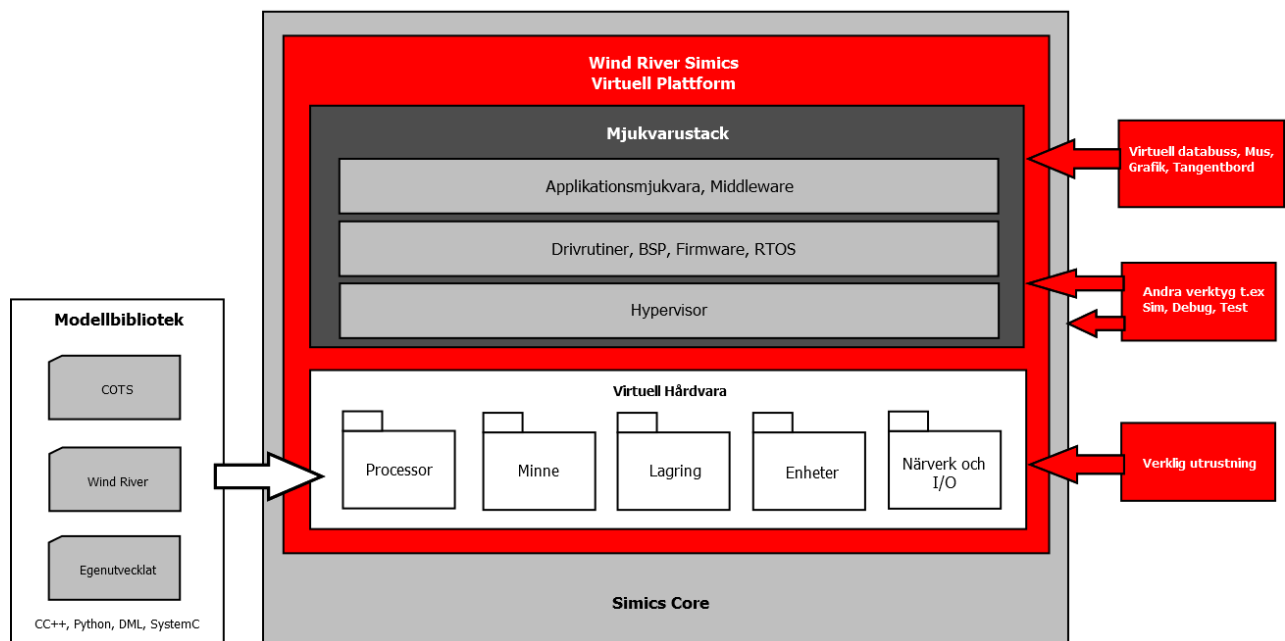 Wind River Simics
Virtuell Plattform
Mjukvarustack
Applikationsmjukvara, Middleware
Drivrutiner, BSP, Firmware, RTOS
Hypervisor
Virtuell Hårdvara
Processor
Minne
Lagring
Enheter
Närverk och
I/O
Simics Core
Modellbibliotek
COTS
Wind River
Egenutvecklat
CC++, Python, DML, SystemC
Virtuell databuss, Mus,
Grafik, Tangentbord
Andra verktyg t.ex
Sim, Debug, Test
Verklig utrustning